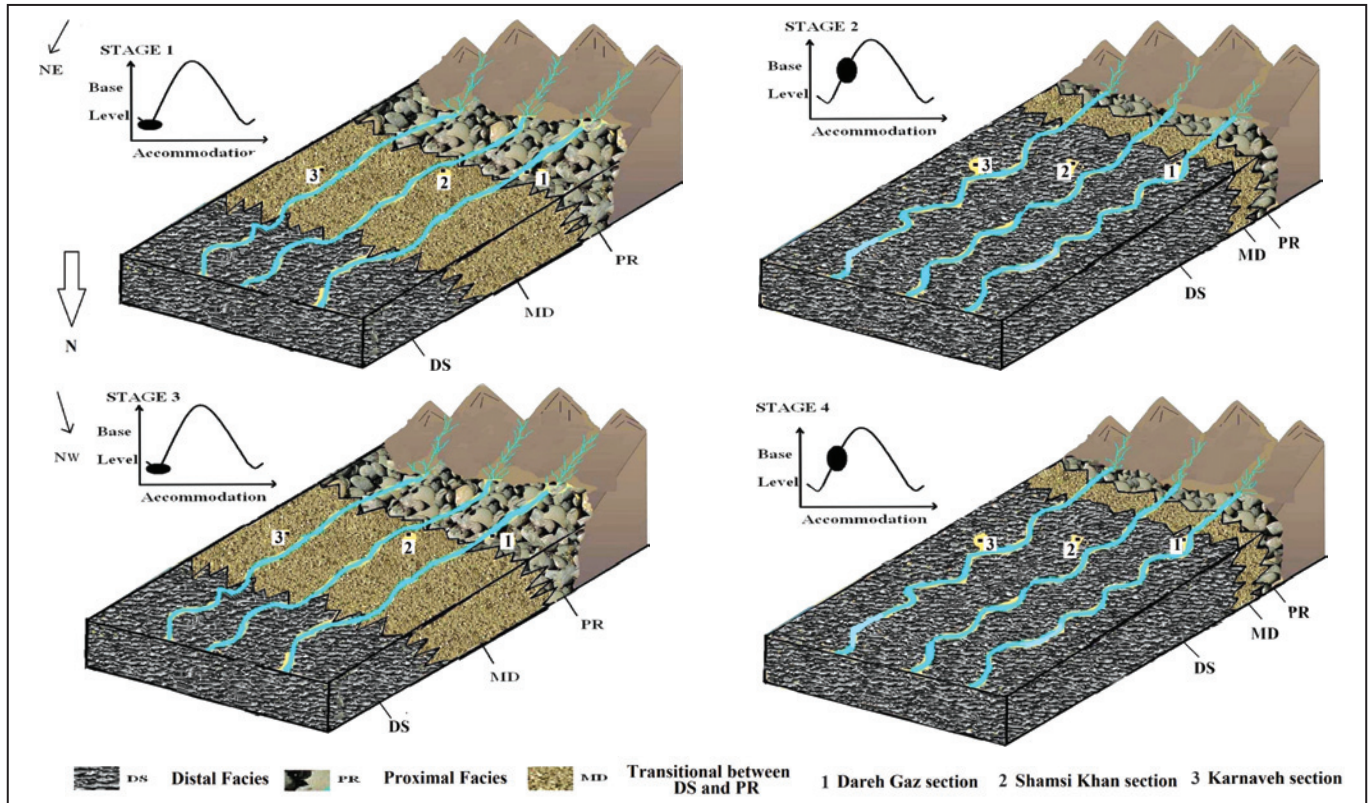 STAGE 1
NE
Base
Level
Accommodation
3
2
1
PR
MD
DS
STAGE 2
Base
Level
Accommodation
3
2
1
PR
MD
DS
N
STAGE 3
NW
Base
Level
Accommodation
3
2
1
PR
MD
DS
STAGE 4
Base
Level
Accommodation
3
2
1
PR
MD
DS
DS Distal Facies PR Proximal Facies MD Transitional between
DS and PR
1 Dareh Gaz section 2 Shamsi Khan section 3 Karnaveh section